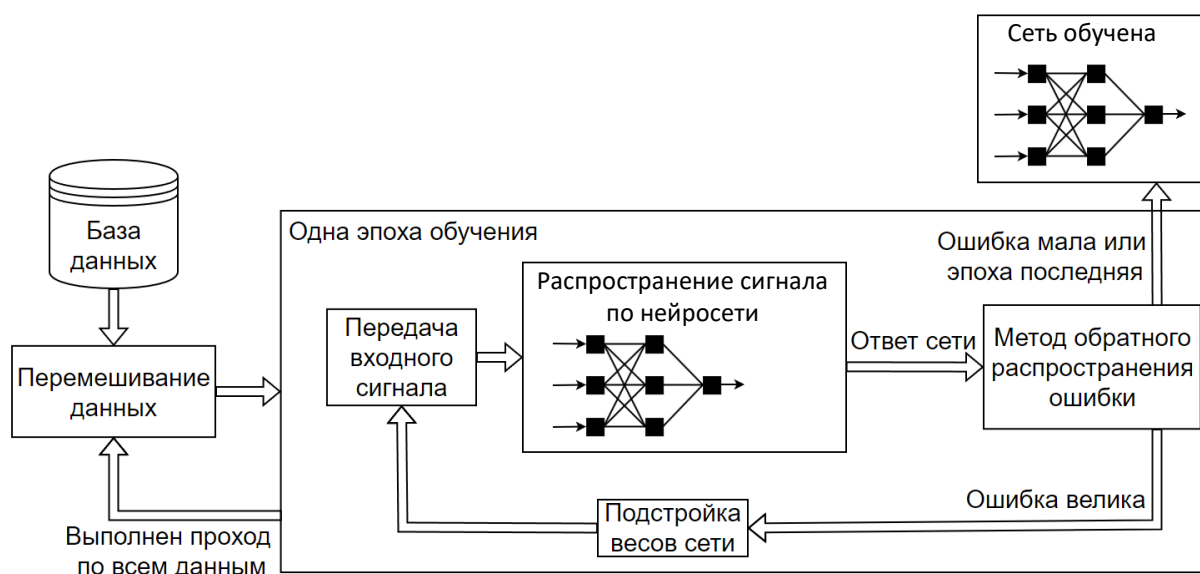 Сеть обучена
База
данных
Одна эпоха обучения
Ошибка мала или
эпоха последняя
Распространение сигнала
по нейросети
Передача
входного
сигнала
Ответ сети
Метод обратного
распространения
ошибки
Перемешивание
данных
Ошибка велика
Подстройка
весов сети
Выполнен проход
по всем данным